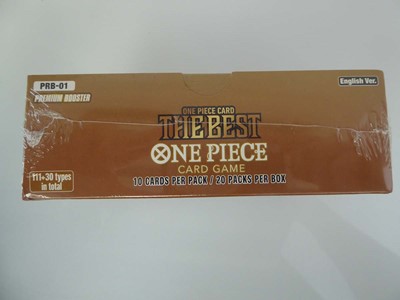 PRB-01
English Ver.
PREMIUM BOOSTER
ONE PIECE CARD
THE BEST
ONE PIECE
CARD GAME
10 CARDS PER PACK / 20 PACKS PER BOX
111+30 types
in total